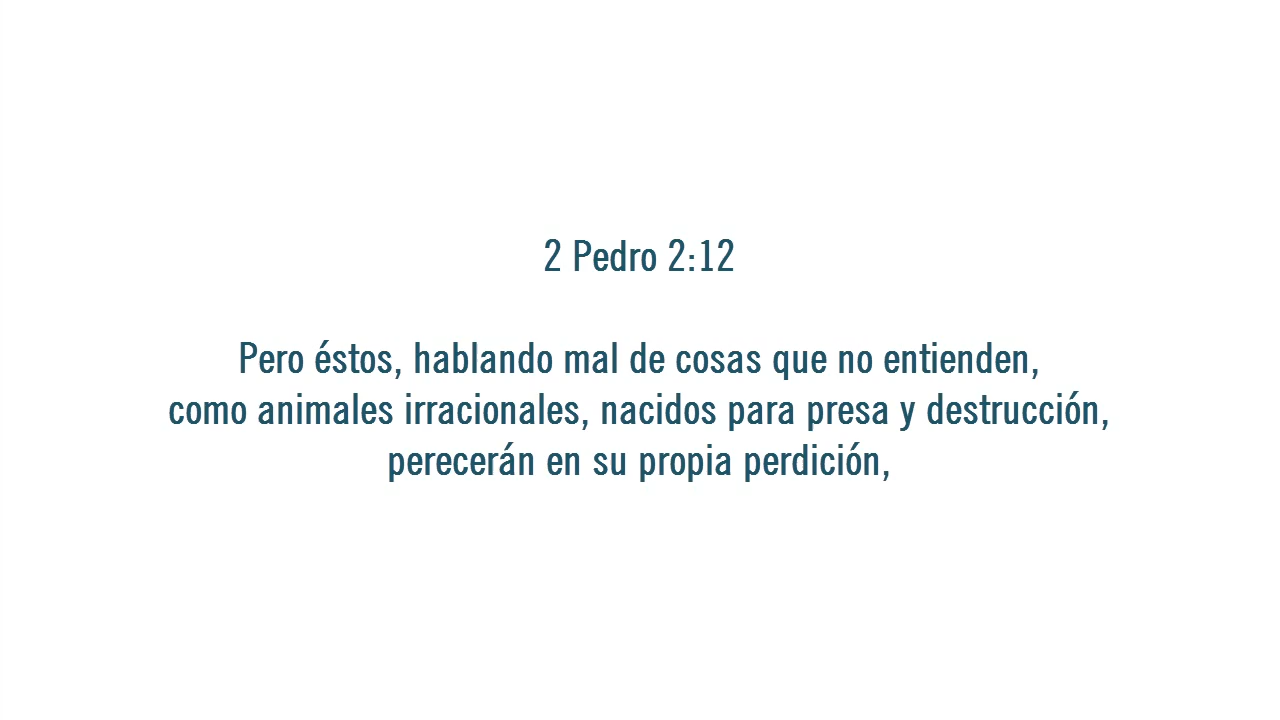 2 Pedro 2:12
Pero éstos, hablando mal de cosas que no entienden,
como animales irracionales, nacidos para presa y destrucción,
perecerán en su propia perdición,